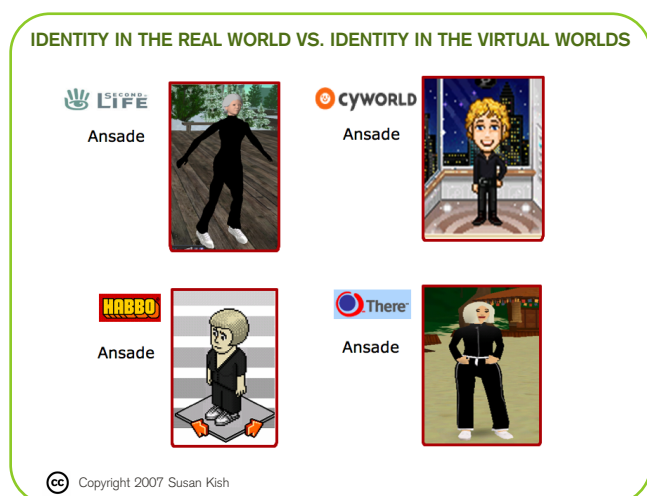 IDENTITY IN THE REAL WORLD VS. IDENTITY IN THE VIRTUAL WORLDS
SECOND LIFE
Ansade
CYWORLD
Ansade
HABBO
Ansade
There
Ansade
cc Copyright 2007 Susan Kish